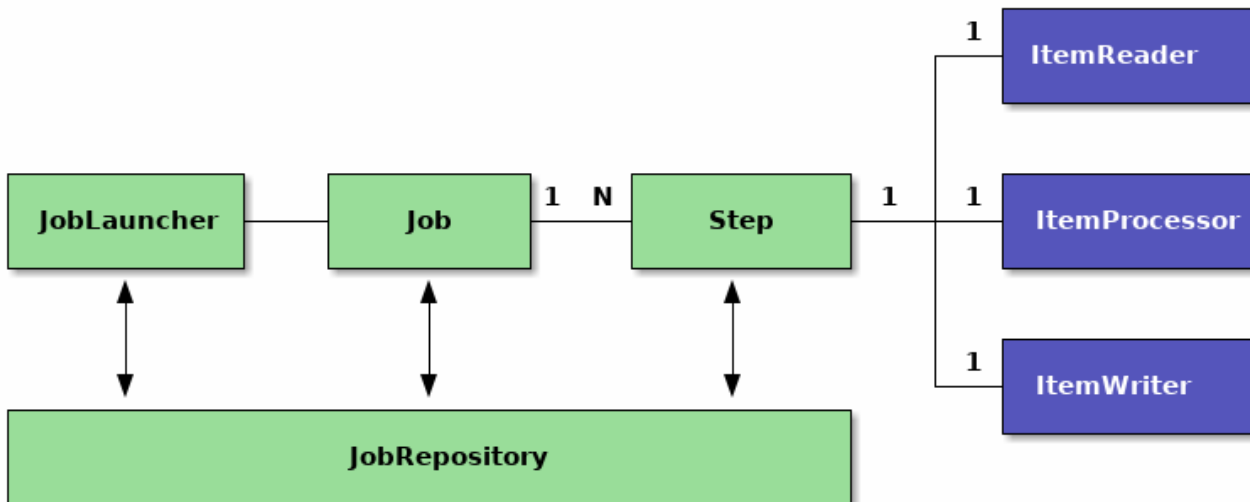 1
ItemReader
JobLauncher
Job
1 N
Step
1
1
ItemProcessor
1
ItemWriter
JobRepository